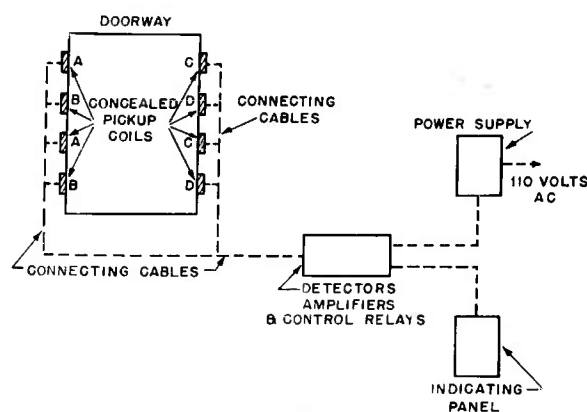 DOORWAY
A
C
B
D
A
C
B
D
CONCEALED
PICKUP
COILS
CONNECTING
CABLES
POWER SUPPLY
110 VOLTS
AC
CONNECTING CABLES
DETECTORS
AMPLIFIERS
& CONTROL RELAYS
INDICATING
PANEL